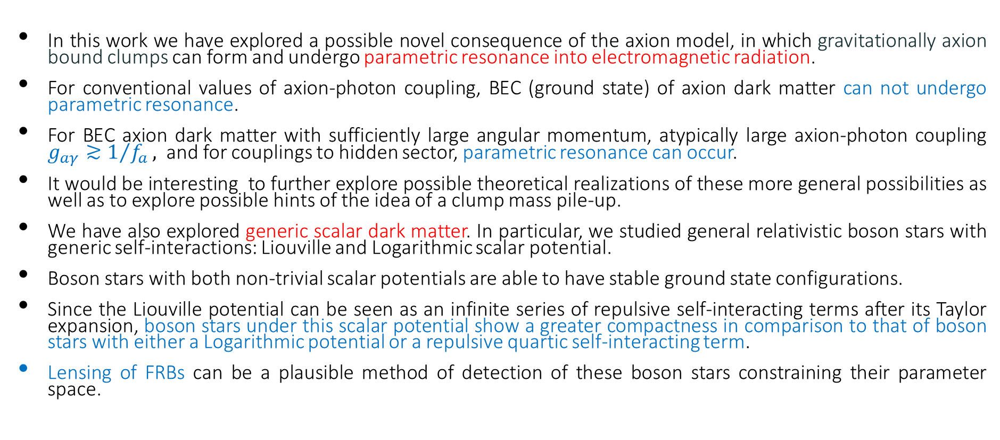 • In this work we have explored a possible novel consequence of the axion model, in which gravitationally axion
bound clumps can form and undergo parametric resonance into electromagnetic radiation.
• For conventional values of axion-photon coupling, BEC (ground state) of axion dark matter can not undergo
parametric resonance.
• For BEC axion dark matter with sufficiently large angular momentum, atypically large axion-photon coupling
g_{aγ} ≳ 1/f_a , and for couplings to hidden sector, parametric resonance can occur.
• It would be interesting to further explore possible theoretical realizations of these more general possibilities as
well as to explore possible hints of the idea of a clump mass pile-up.
• We have also explored generic scalar dark matter. In particular, we studied general relativistic boson stars with
generic self-interactions: Liouville and Logarithmic scalar potential.
• Boson stars with both non-trivial scalar potentials are able to have stable ground state configurations.
• Since the Liouville potential can be seen as an infinite series of repulsive self-interacting terms after its Taylor
expansion, boson stars under this scalar potential show a greater compactness in comparison to that of boson
stars with either a Logarithmic potential or a repulsive quartic self-interacting term.
• Lensing of FRBs can be a plausible method of detection of these boson stars constraining their parameter
space.